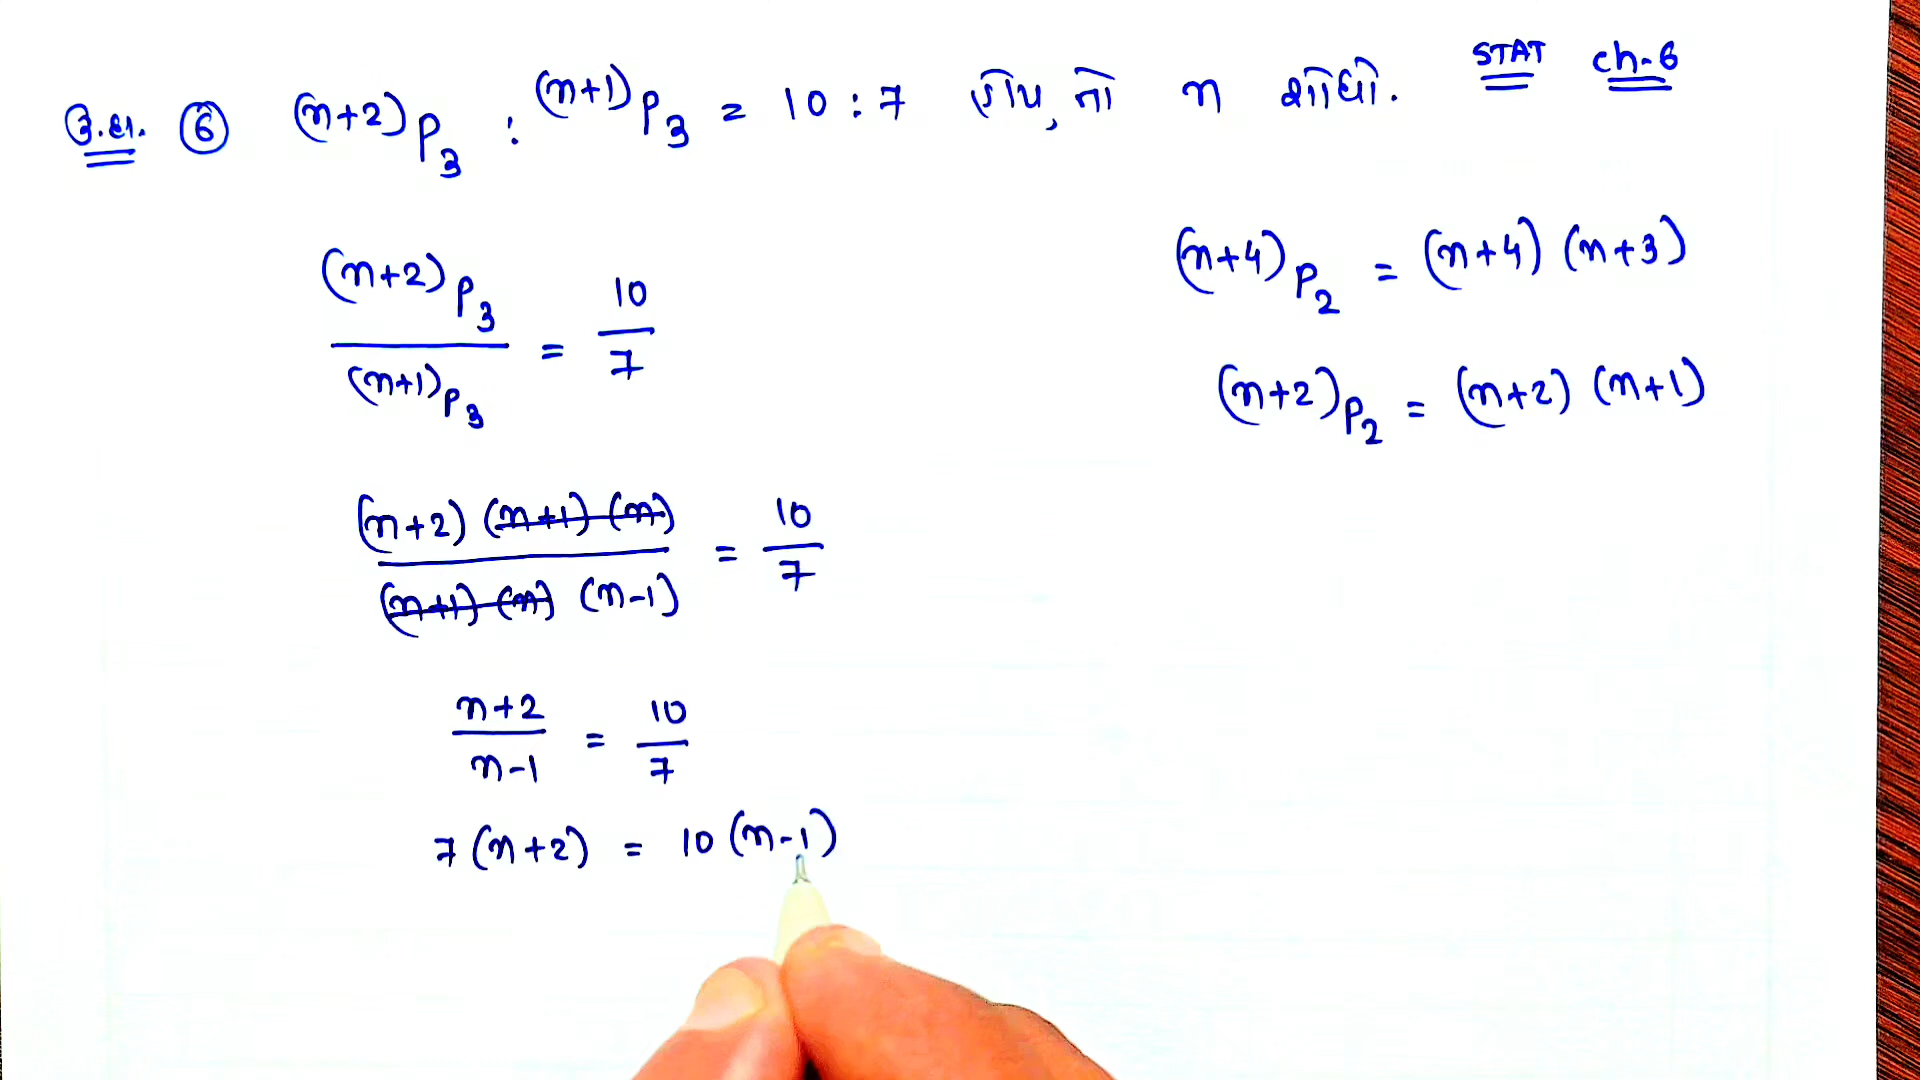 ઉ.દા. ⑥ (n+2)P₃ : (n+1)P₃ = 10 : 7 હોય, તો n શોધો. STAT ch-6
(n+2)P₃ / (n+1)P₃ = 10/7
(n+4)P₂ = (n+4) (n+3)
(n+2)P₂ = (n+2) (n+1)
(n+2) (n+1) (n) / (n+1) (n) (n-1) = 10/7
n+2 / n-1 = 10/7
7 (n+2) = 10 (n-1)